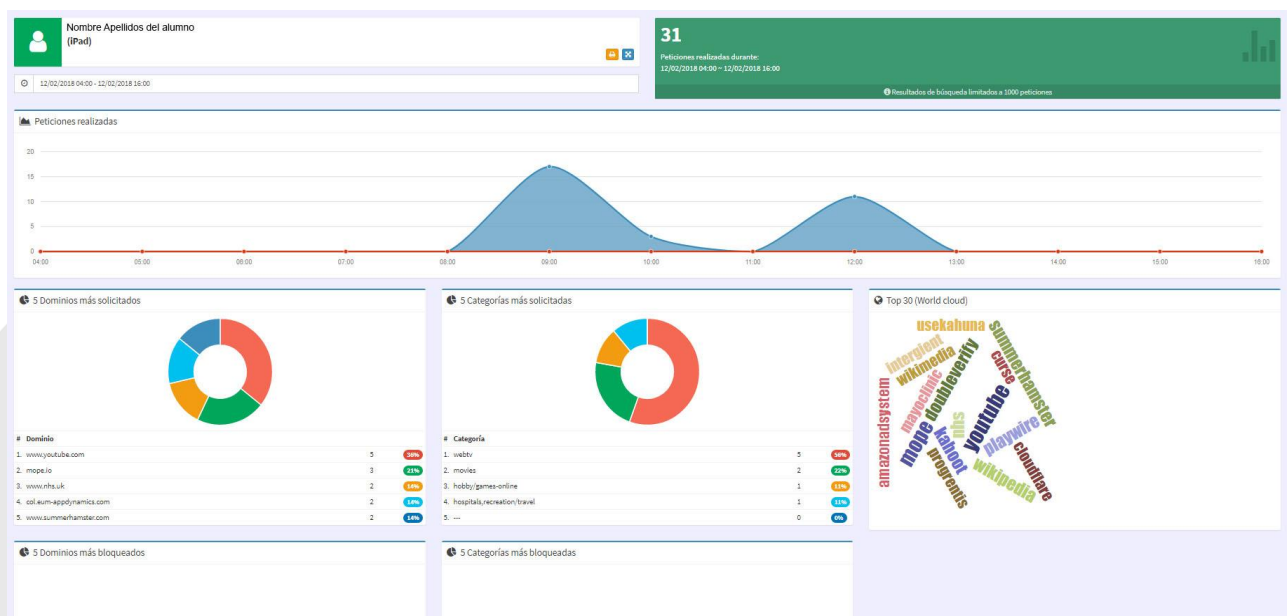 Nombre Apellidos del alumno
(iPad)
12/02/2018 04:00 - 12/02/2018 16:00
31
Peticiones realizadas durante:
12/02/2018 04:00 ~ 12/02/2018 16:00
Resultados de búsqueda limitados a 1000 peticiones
Peticiones realizadas
20
15
10
5
0
04:00 05:00 06:00 07:00 08:00 09:00 10:00 11:00 12:00 13:00 14:00 15:00 16:00
5 Dominios más solicitados
# Dominio
1. www.youtube.com 5 36%
2. mope.io 3 21%
3. www.nhs.uk 2 14%
4. col.eum-appdynamics.com 2 14%
5. www.summerhamster.com 2 14%
5 Categorías más solicitadas
# Categoría
1. webtv 5 56%
2. movies 2 22%
3. hobby/games-online 1 11%
4. hospitals,recreation/travel 1 11%
5. --- 0 0%
Top 30 (World cloud)
usekahuna
summerhamster
intergient
wikimedia
curse
doubleverify
mayoclinic
amazonadsystem
nhs
youtube
mope
kahoot
playwire
cloudflare
wikipedia
progremis
5 Dominios más bloqueados
5 Categorías más bloqueadas